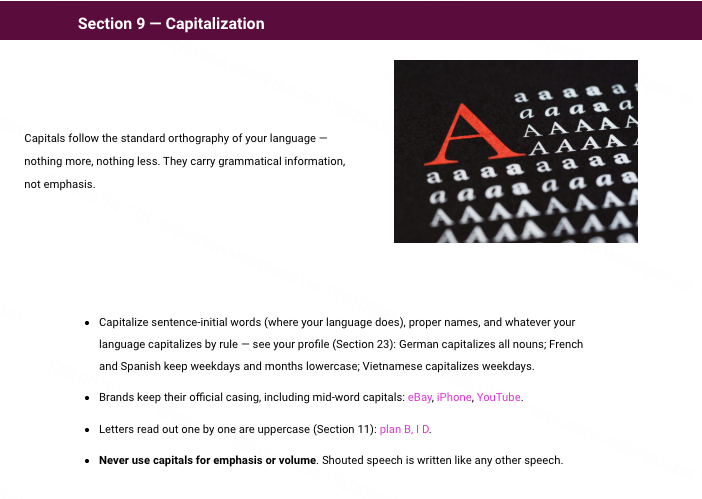 Section 9 — Capitalization
Capitals follow the standard orthography of your language —
nothing more, nothing less. They carry grammatical information,
not emphasis.
a a a a a
a a a a a
A A A A A
A
A A A A A
a a a a a a
a a a a a a
A A A A A
A A A A A
• Capitalize sentence-initial words (where your language does), proper names, and whatever your
language capitalizes by rule — see your profile (Section 23): German capitalizes all nouns; French
and Spanish keep weekdays and months lowercase; Vietnamese capitalizes weekdays.
• Brands keep their official casing, including mid-word capitals: eBay, iPhone, YouTube.
• Letters read out one by one are uppercase (Section 11): plan B, I D.
• Never use capitals for emphasis or volume. Shouted speech is written like any other speech.